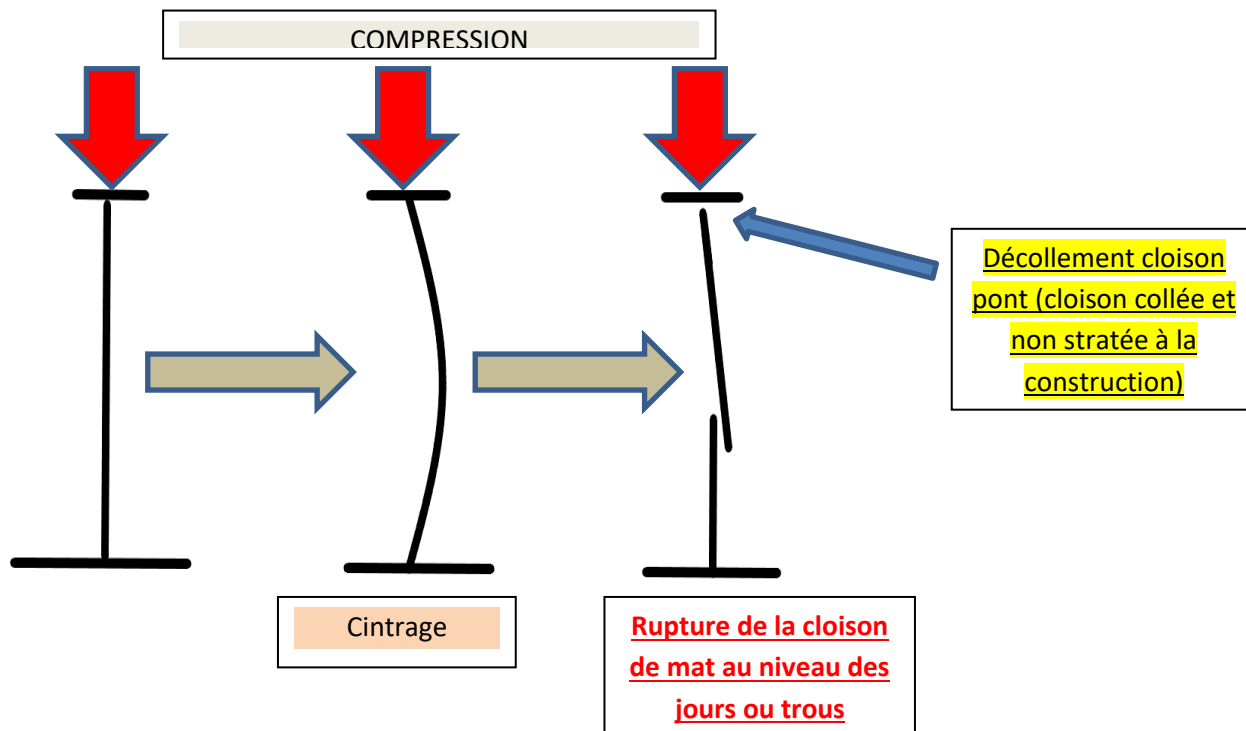 COMPRESSION
Décollement cloison
pont (cloison collée et
non stratée à la
construction)
Cintrage
Rupture de la cloison
de mat au niveau des
jours ou trous